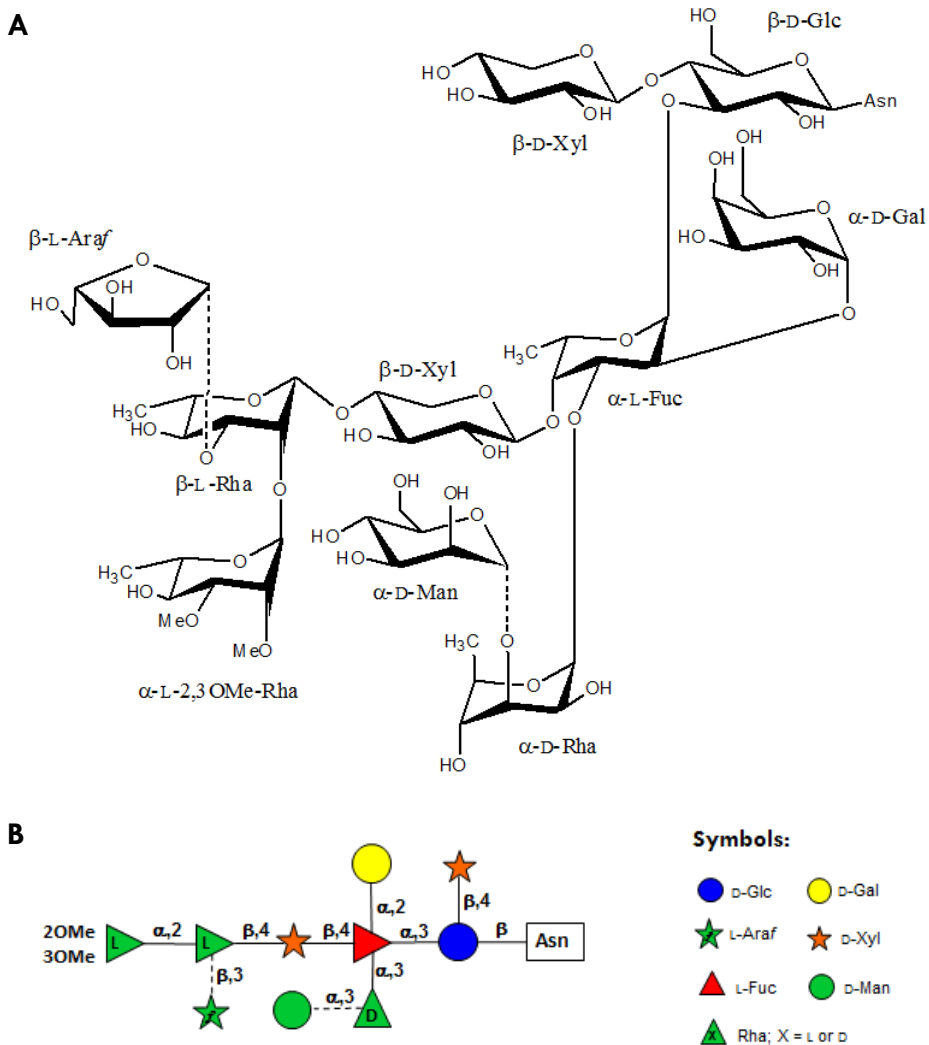 A
β-D-Glc
HO
O
O
HO
O
O
HO
HO
OH
O
OH
Asn
β-D-Xyl
OH
OH
O
α-D-Gal
HO
OH
O
β-L-Araf
O
OH
HO
OH
O
H₃C
α-L-Fuc
O
O
β-D-Xyl
O
H₃C
HO
O
O
O
HO
HO
OH
O
β-L-Rha
O
OH
OH
O
HO
HO
α-D-Man
H₃C
O
HO
MeO
MeO
α-L-2,3OMe-Rha
O
H₃C
O
OH
HO
α-D-Rha
B
Symbols:
2OMe
3OMe
L
α,2
L
β,4
β,4
α,2
α,3
β,4
β
Asn
β,3
f
α,3
α,3
D
D-Glc
D-Gal
f
L-Araf
D-Xyl
L-Fuc
D-Man
X
Rha; X = L or D